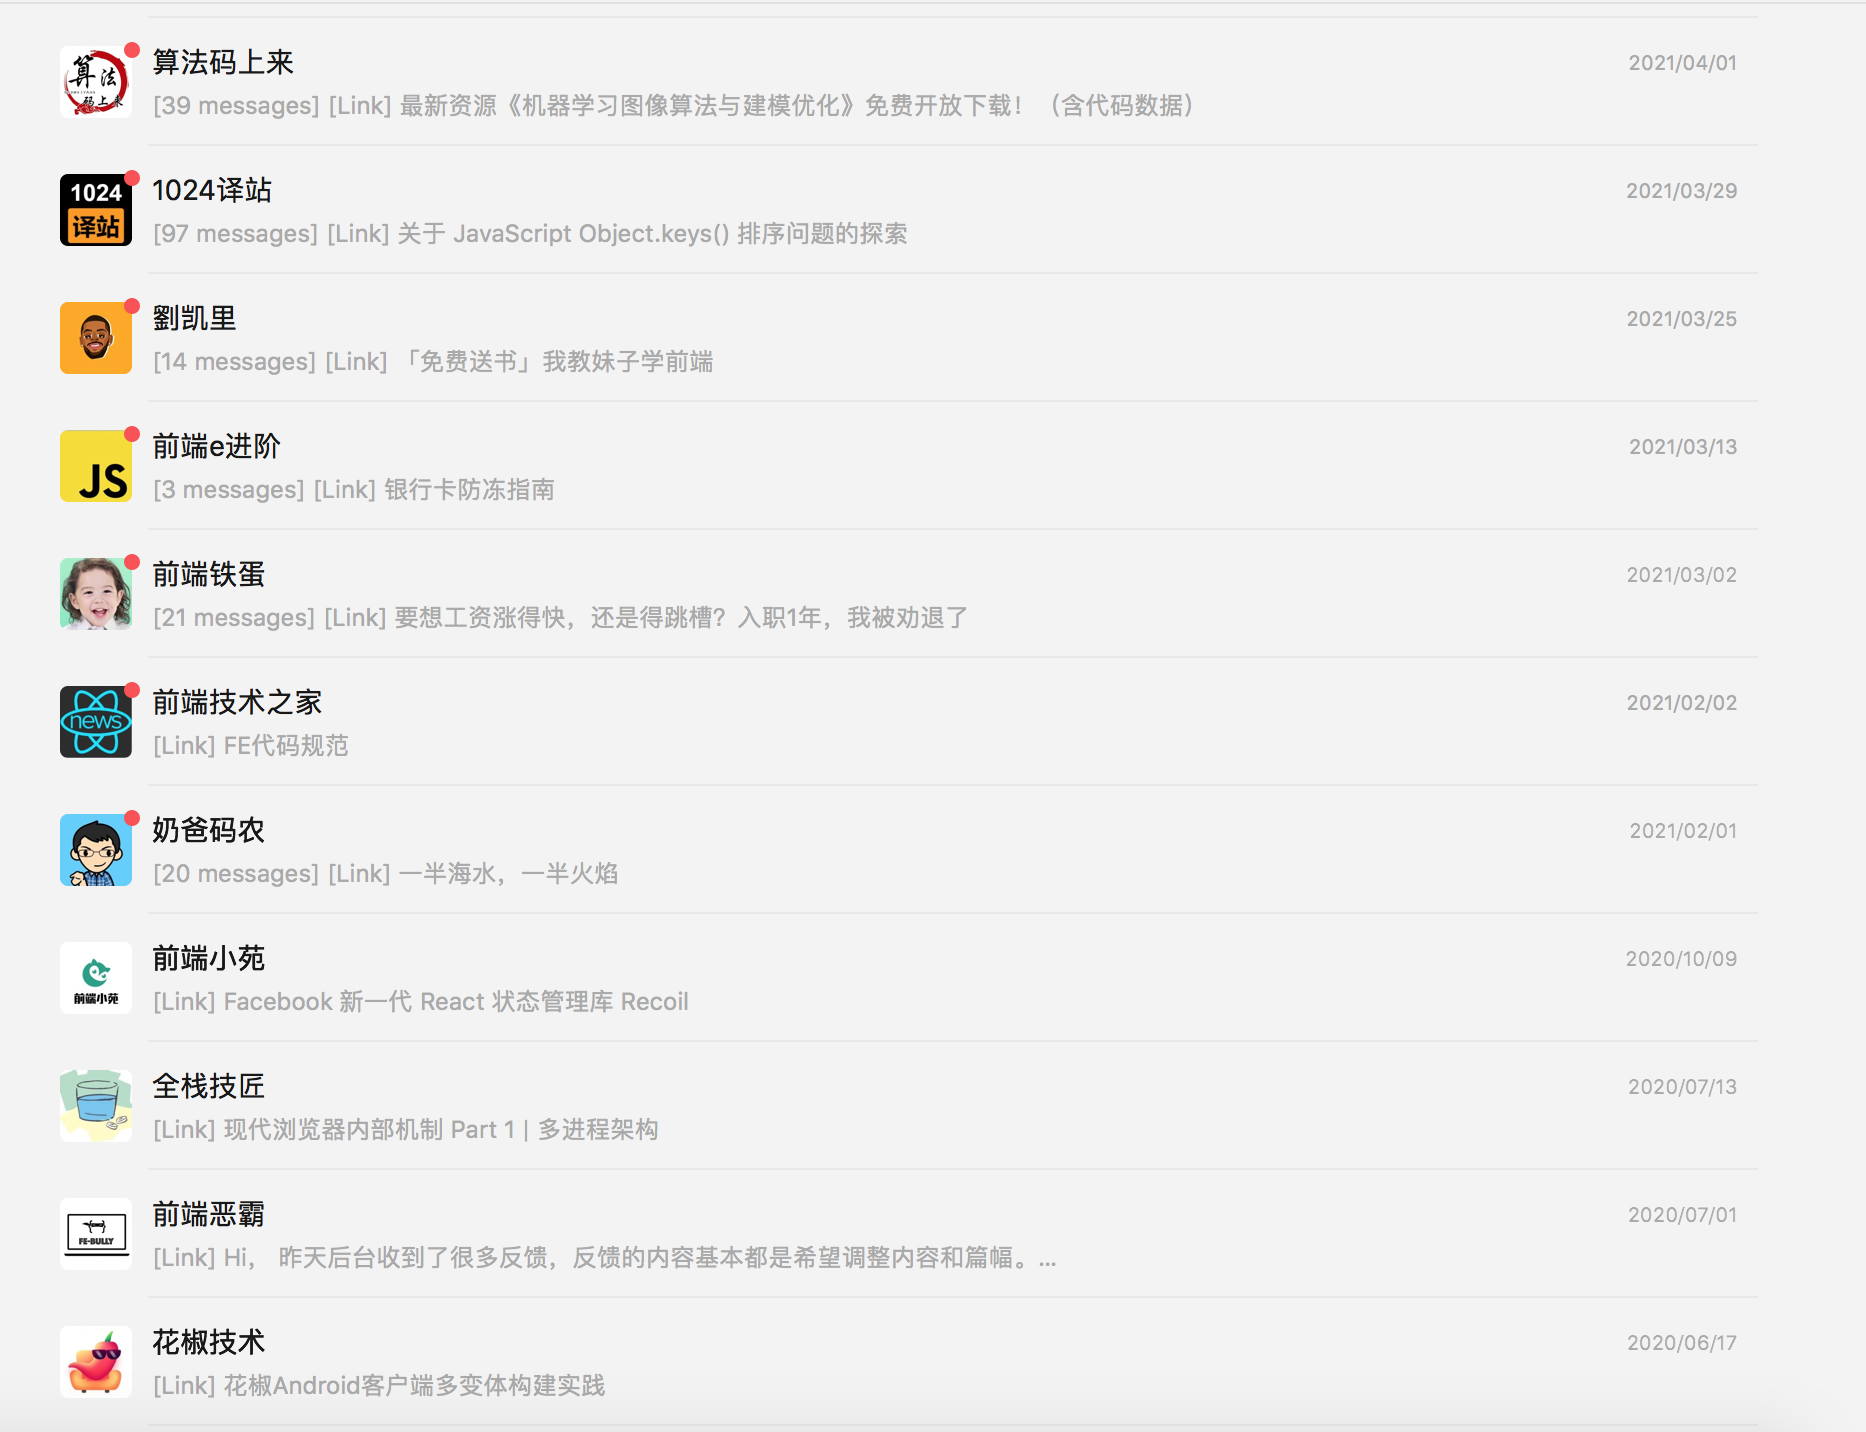 算法码上来
2021/04/01
[39 messages] [Link] 最新资源《机器学习图像算法与建模优化》免费开放下载！（含代码数据）
算法
码上来
1024译站
2021/03/29
[97 messages] [Link] 关于 JavaScript Object.keys() 排序问题的探索
1024
译站
劉凯里
2021/03/25
[14 messages] [Link] 「免费送书」我教妹子学前端
前端e进阶
2021/03/13
[3 messages] [Link] 银行卡防冻指南
JS
前端铁蛋
2021/03/02
[21 messages] [Link] 要想工资涨得快，还是得跳槽？入职1年，我被劝退了
前端技术之家
2021/02/02
[Link] FE代码规范
news
奶爸码农
2021/02/01
[20 messages] [Link] 一半海水，一半火焰
前端小苑
2020/10/09
[Link] Facebook 新一代 React 状态管理库 Recoil
前端小苑
全栈技匠
2020/07/13
[Link] 现代浏览器内部机制 Part 1 | 多进程架构
前端恶霸
2020/07/01
[Link] Hi， 昨天后台收到了很多反馈，反馈的内容基本都是希望调整内容和篇幅。...
FE-BULLY
花椒技术
2020/06/17
[Link] 花椒Android客户端多变体构建实践